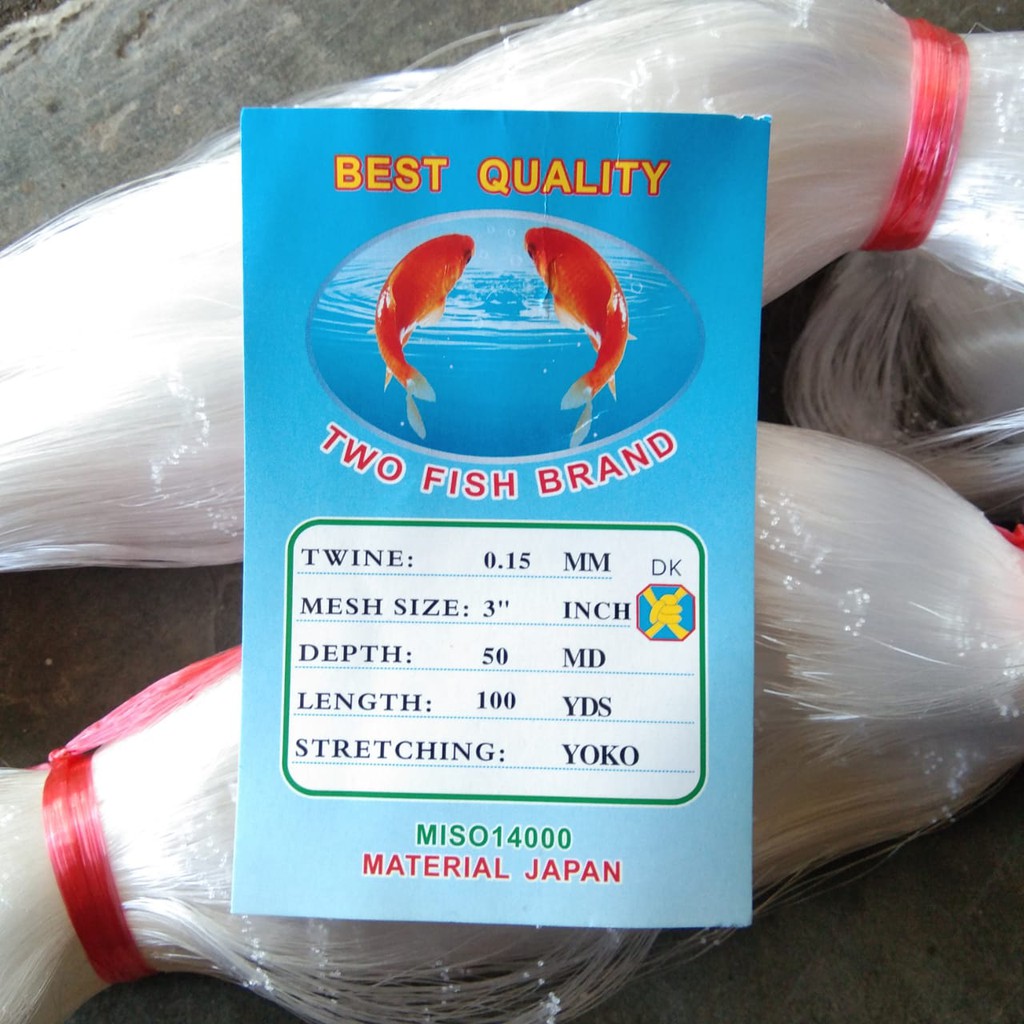 BEST QUALITY
TWO FISH BRAND
TWINE: 0.15 MM DK
MESH SIZE: 3" INCH
DEPTH: 50 MD
LENGTH: 100 YDS
STRETCHING: YOKO
MISO14000
MATERIAL JAPAN